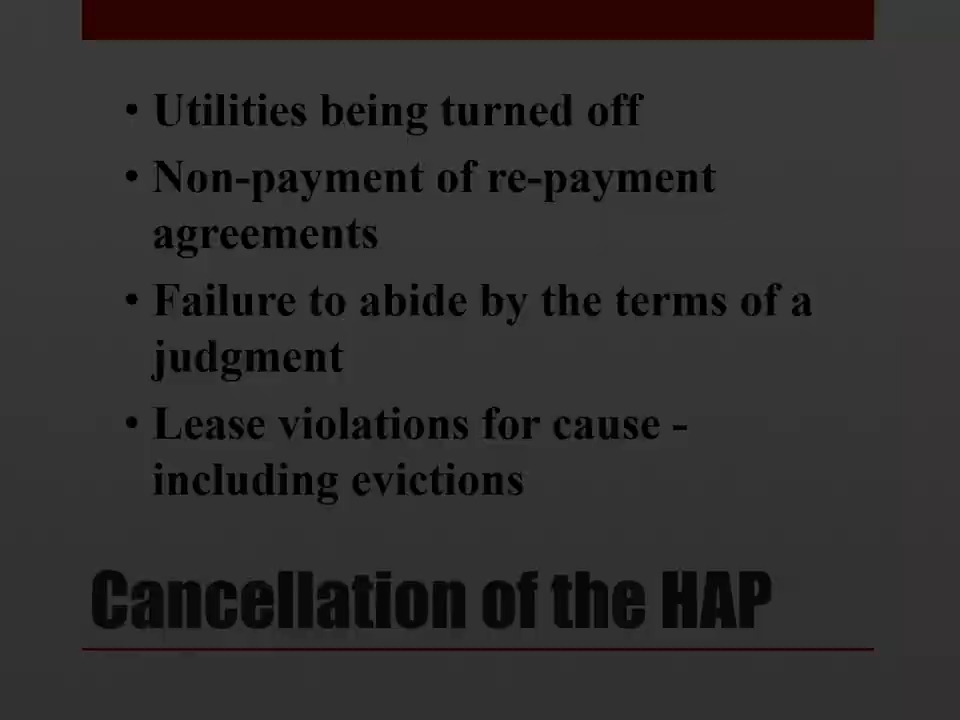 • Utilities being turned off
• Non-payment of re-payment
agreements
• Failure to abide by the terms of a
judgment
• Lease violations for cause -
including evictions
Cancellation of the HAP